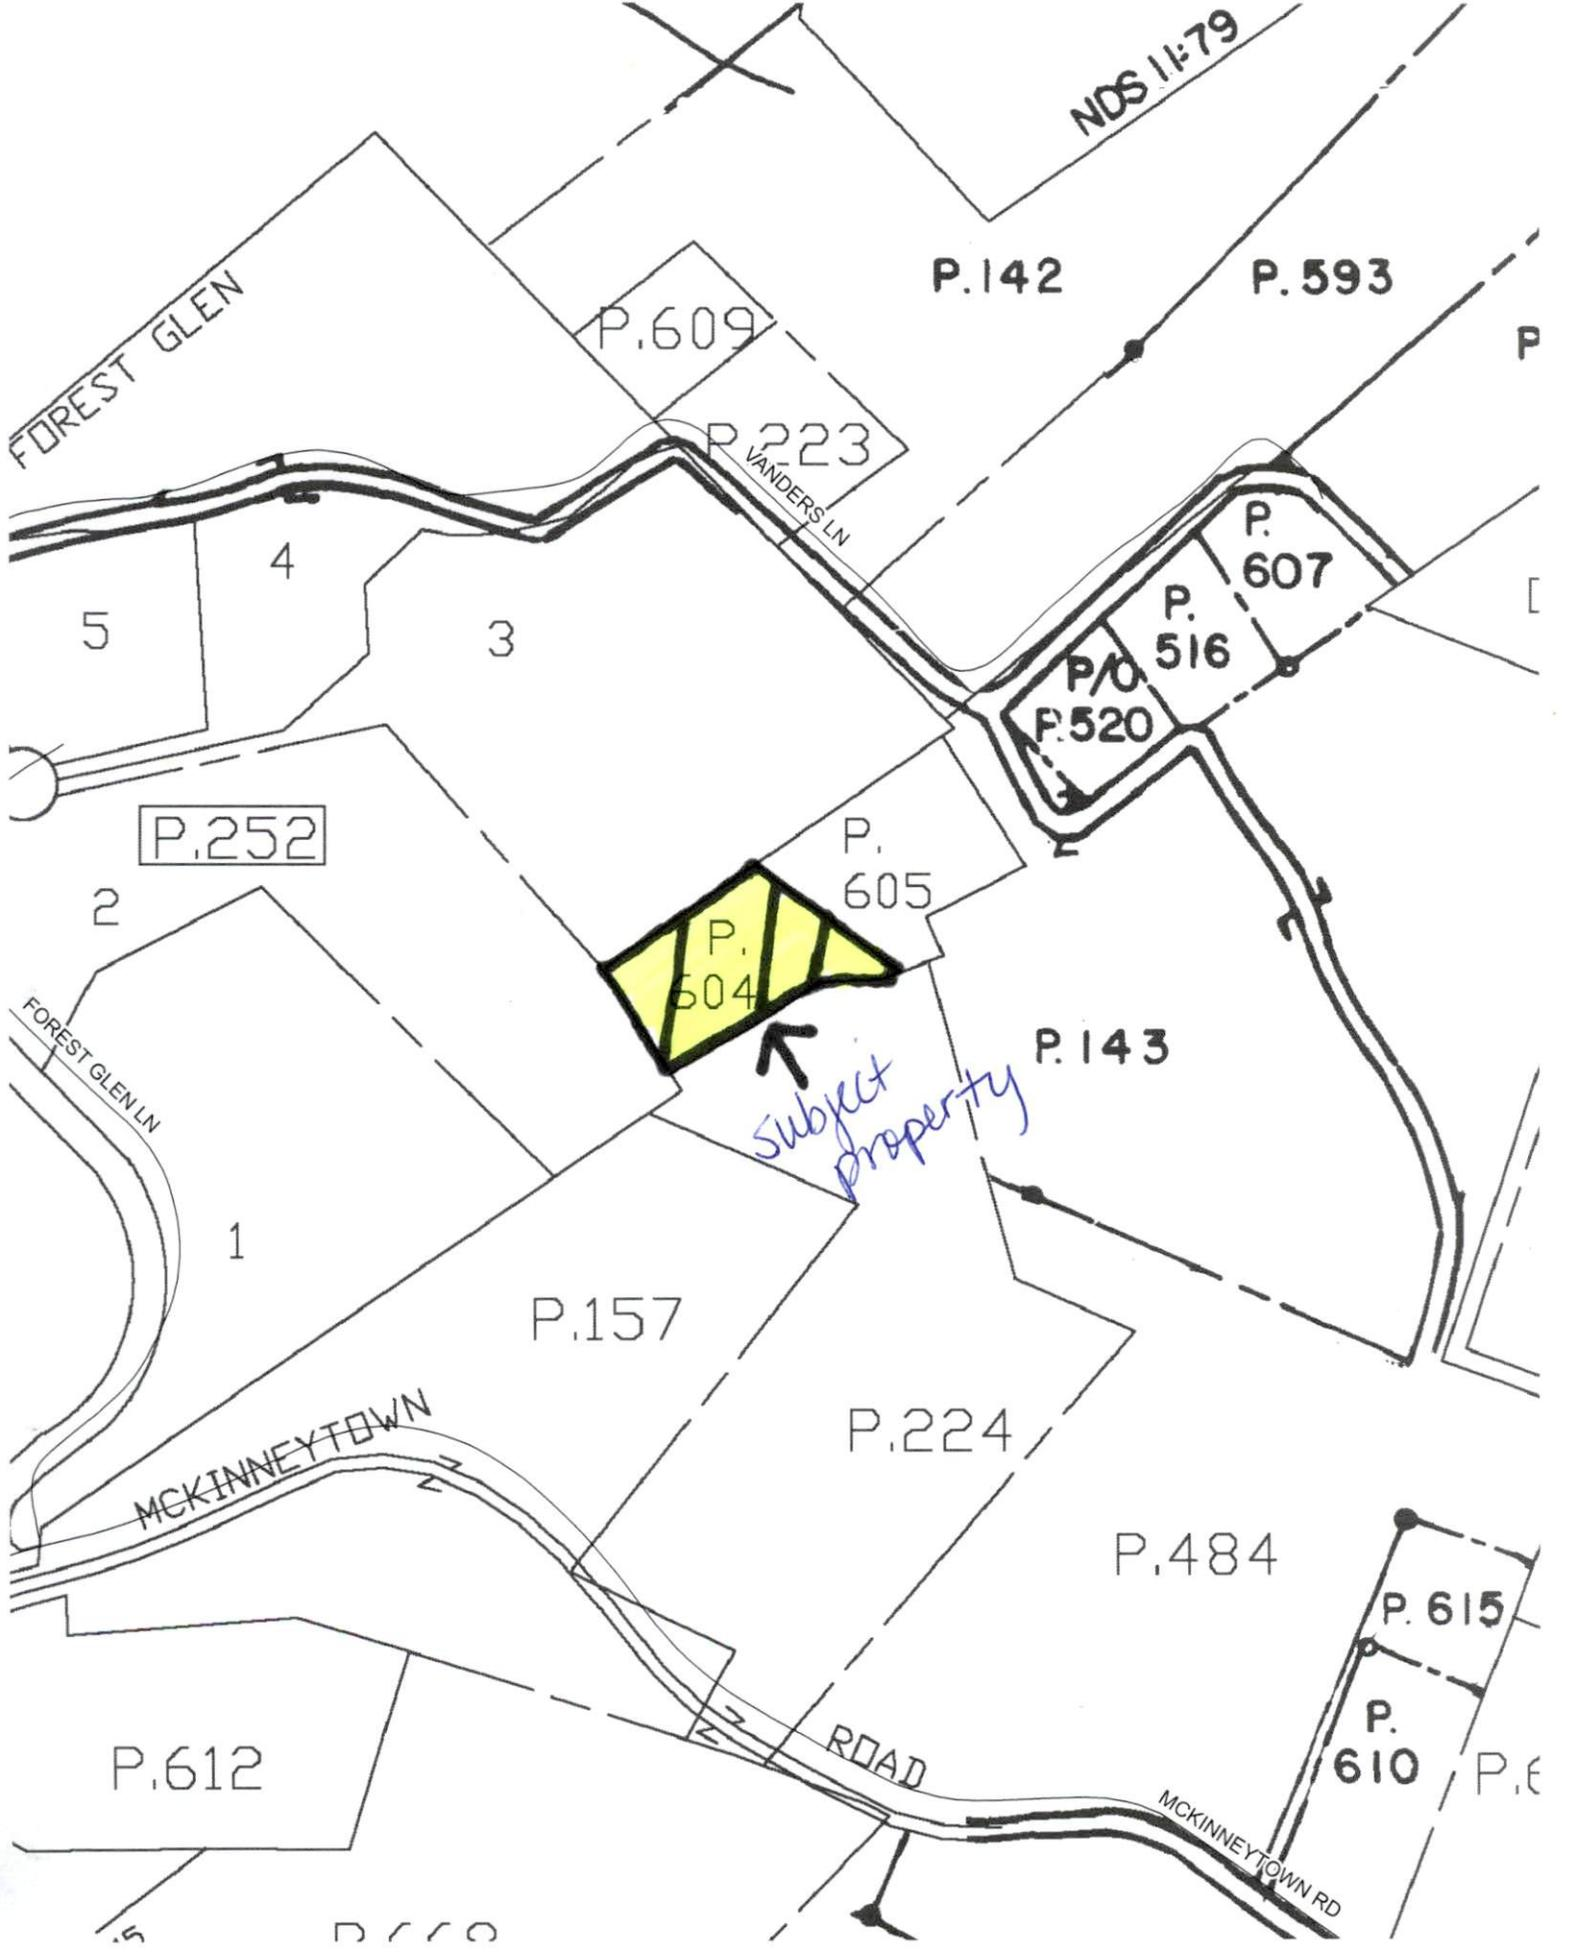 NDS 11:79
P.142
P.593
P
FOREST GLEN
P.609
P.223
VANDERS LN
P.
607
4
5
3
P.
516
P/O
P.520
P.252
2
P.
605
P.
604
FOREST GLEN LN
P.143
subject
property
1
P.157
MCKINNEYTOWN
P.224
P.484
P. 615
P.
610
P.6
P.612
ROAD
MCKINNEYTOWN RD